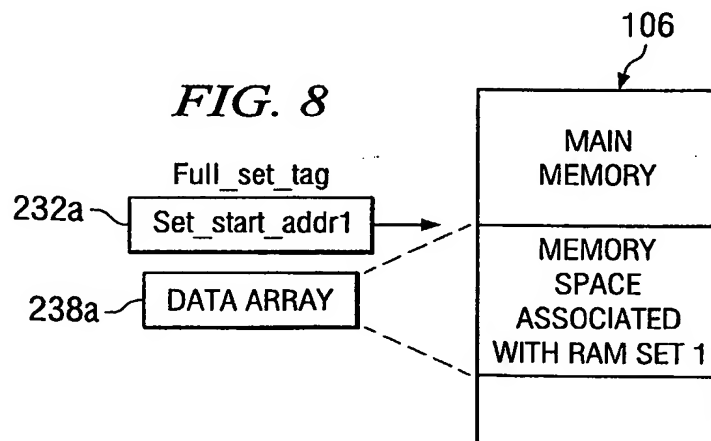 106
FIG. 8
MAIN
MEMORY
Full_set_tag
232a
Set_start_addr1
238a
DATA ARRAY
MEMORY
SPACE
ASSOCIATED
WITH RAM SET 1